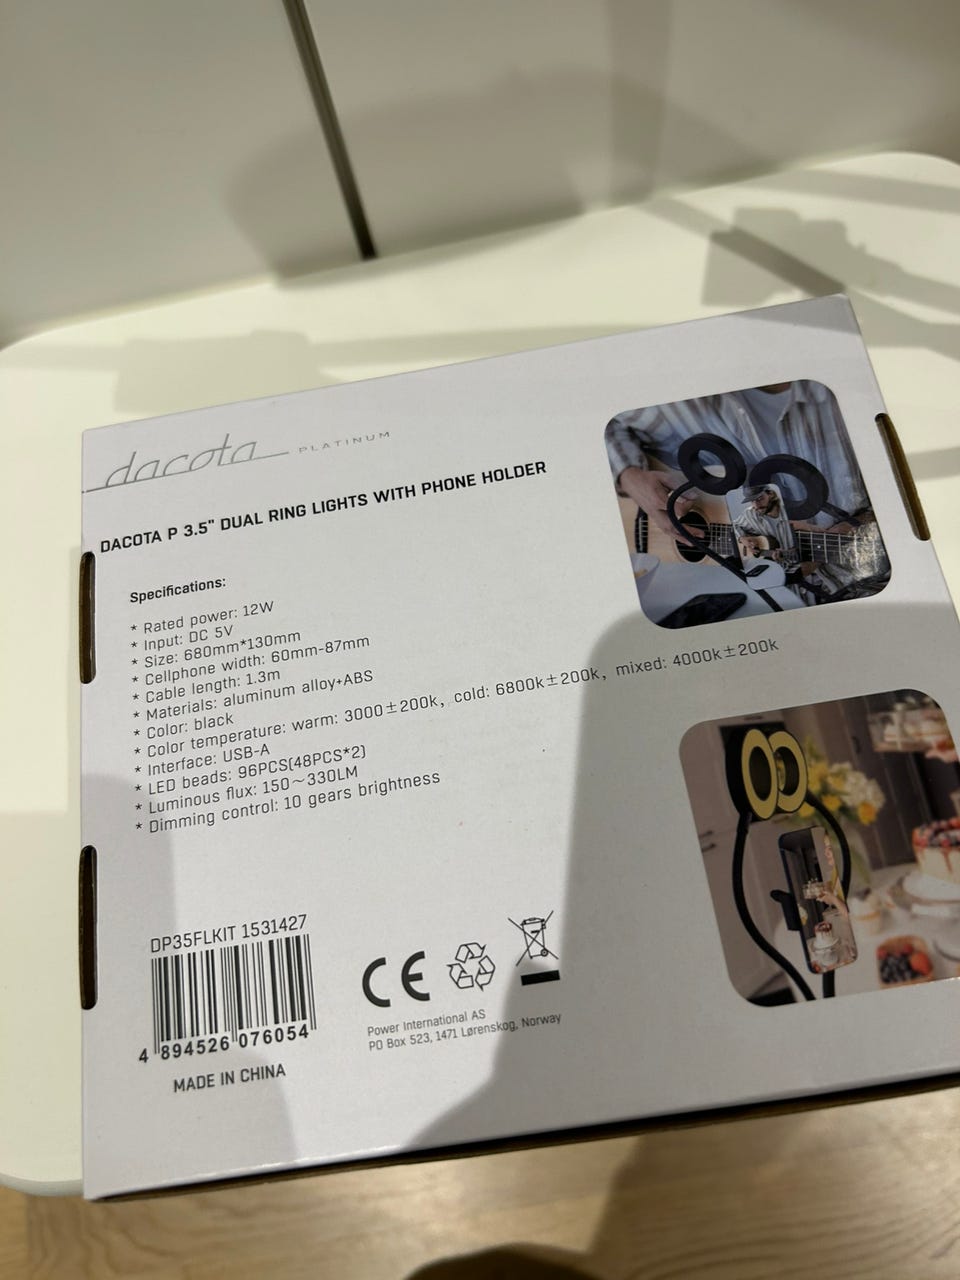 dacota PLATINUM
DACOTA P 3.5" DUAL RING LIGHTS WITH PHONE HOLDER
Specifications:
* Rated power: 12W
* Input: DC 5V
* Size: 680mm*130mm
* Cellphone width: 60mm-87mm
* Cable length: 1.3m
* Materials: aluminum alloy+ABS
* Color: black
* Color temperature: warm: 3000±200k, cold: 6800k±200k, mixed: 4000k±200k
* Interface: USB-A
* LED beads: 96PCS(48PCS*2)
* Luminous flux: 150~330LM
* Dimming control: 10 gears brightness
DP35FLKIT 1531427
4 894526 076054
MADE IN CHINA
CE
Power International AS
PO Box 523, 1471 Lørenskog, Norway